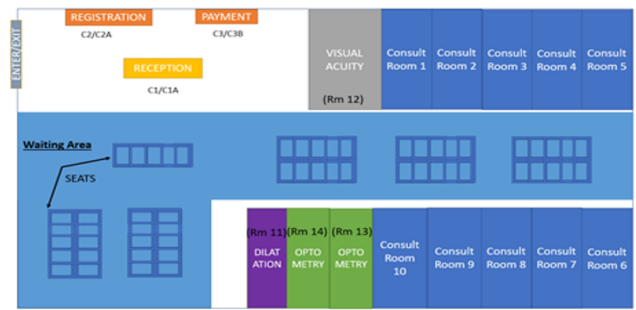 REGISTRATION
C2/C2A
PAYMENT
C3/C3B
ENTER/EXIT
RECEPTION
C1/C1A
VISUAL
ACUITY
(Rm 12)
Consult
Room 1
Consult
Room 2
Consult
Room 3
Consult
Room 4
Consult
Room 5
Waiting Area
SEATS
(Rm 11)
DILAT
ATION
(Rm 14)
OPTO
METRY
(Rm 13)
OPTO
METRY
Consult
Room
10
Consult
Room 9
Consult
Room 8
Consult
Room 7
Consult
Room 6